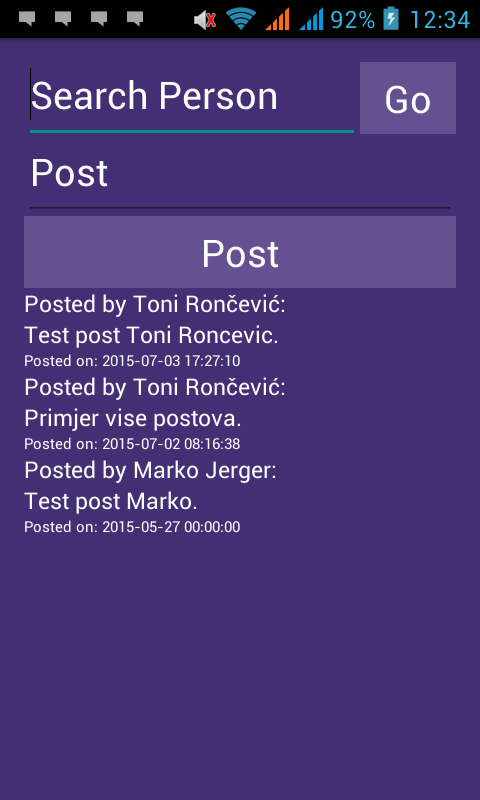 92% 12:34
Search Person
Go
Post
Post
Posted by Toni Rončević:
Test post Toni Roncevic.
Posted on: 2015-07-03 17:27:10
Posted by Toni Rončević:
Primjer vise postova.
Posted on: 2015-07-02 08:16:38
Posted by Marko Jerger:
Test post Marko.
Posted on: 2015-05-27 00:00:00